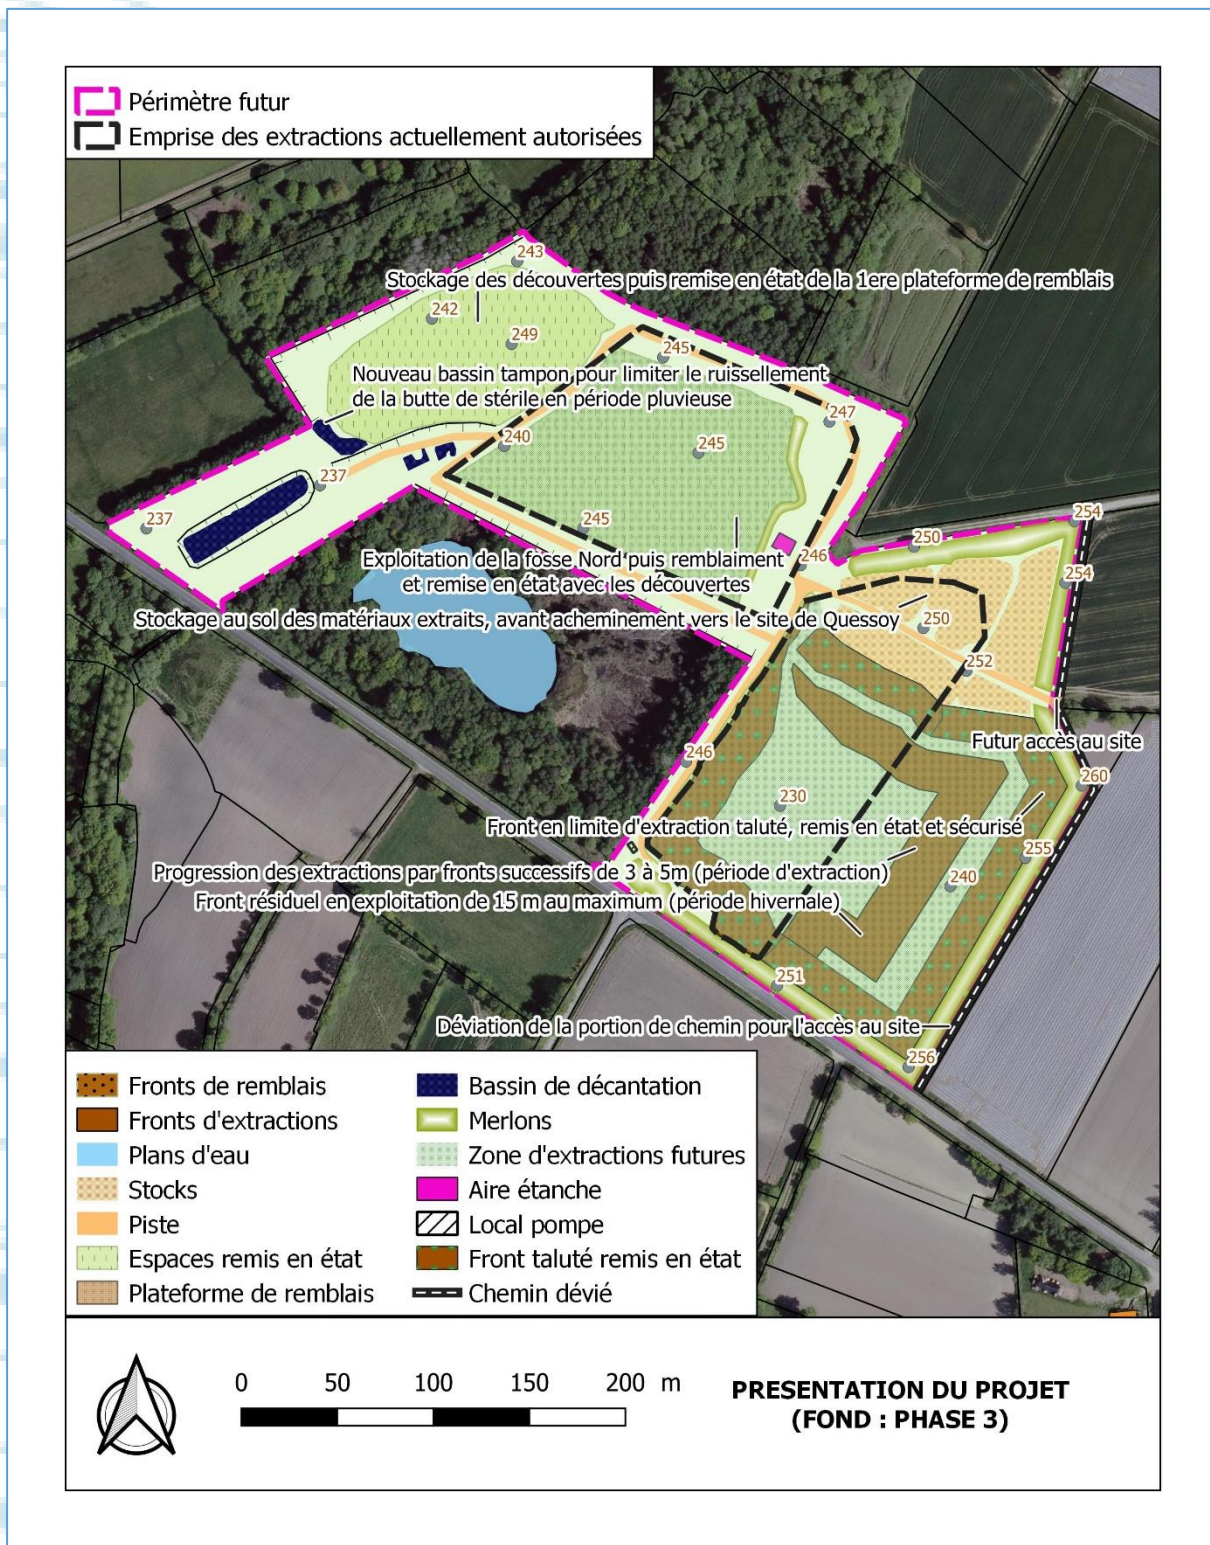 Périmètre futur
Emprise des extractions actuellement autorisées
243
Stockage des découvertes puis remise en état de la 1ere plateforme de remblais
242
249
245
Nouveau bassin tampon pour limiter le ruissellement
de la butte de stérile en période pluvieuse
247
240
245
237
237
245
254
250
246
Exploitation de la fosse Nord puis remblaiment
et remise en état avec les découvertes
254
Stockage au sol des matériaux extraits, avant acheminement vers le site de Quessoy
250
252
Futur accès au site
246
260
230
Front en limite d'extraction taluté, remis en état et sécurisé
255
Progression des extractions par fronts successifs de 3 à 5m (période d'extraction)
240
Front résiduel en exploitation de 15 m au maximum (période hivernale)
251
Déviation de la portion de chemin pour l'accès au site
256
Fronts de remblais
Fronts d'extractions
Plans d'eau
Stocks
Piste
Espaces remis en état
Plateforme de remblais
Bassin de décantation
Merlons
Zone d'extractions futures
Aire étanche
Local pompe
Front taluté remis en état
Chemin dévié
0 50 100 150 200 m
PRESENTATION DU PROJET
(FOND : PHASE 3)